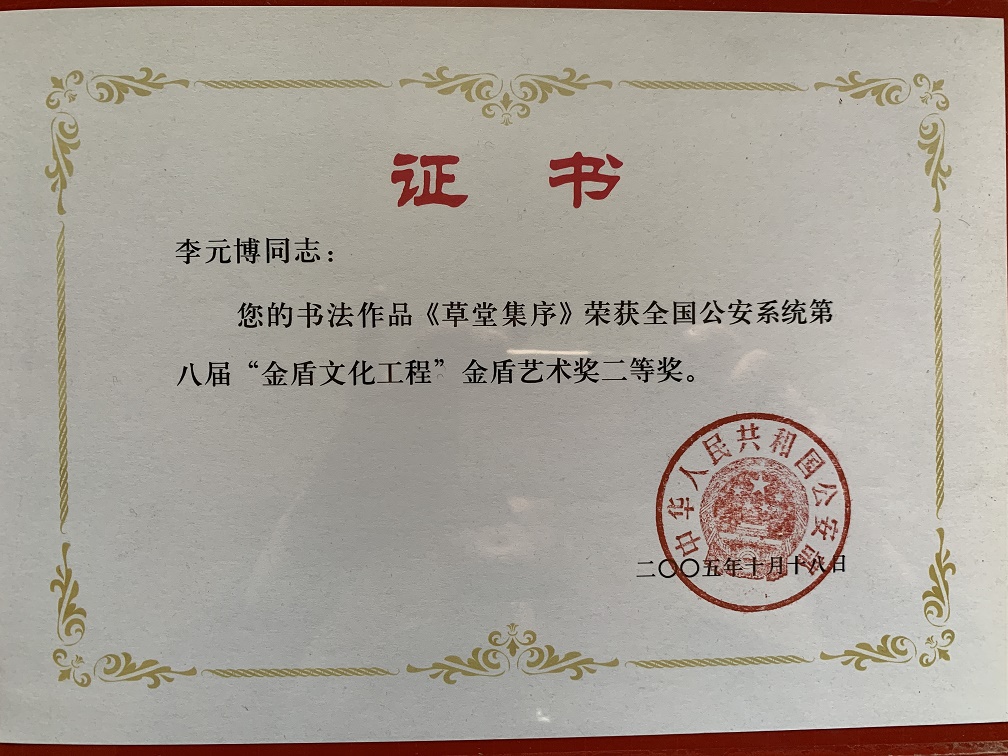 证 书
李元博同志：
您的书法作品《草堂集序》荣获全国公安系统第
八届“金盾文化工程”金盾艺术奖二等奖。
中华人民共和国公安部
二〇〇五年十月十八日